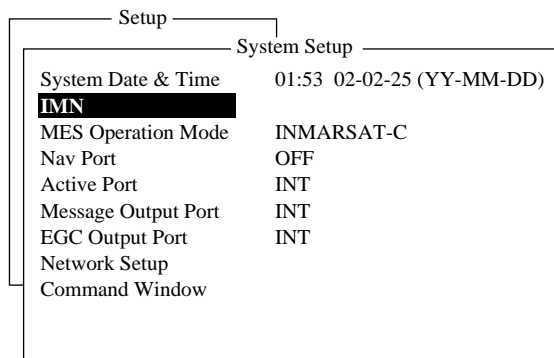 Setup
System Setup
System Date & Time 01:53 02-02-25 (YY-MM-DD)
IMN
MES Operation Mode INMARSAT-C
Nav Port OFF
Active Port INT
Message Output Port INT
EGC Output Port INT
Network Setup
Command Window